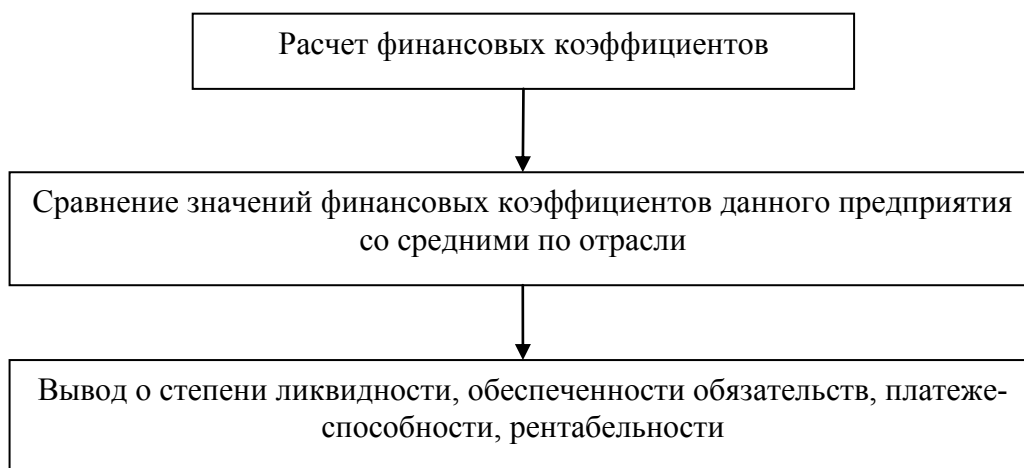 Расчет финансовых коэффициентов
Сравнение значений финансовых коэффициентов данного предприятия
со средними по отрасли
Вывод о степени ликвидности, обеспеченности обязательств, платеже-
способности, рентабельности